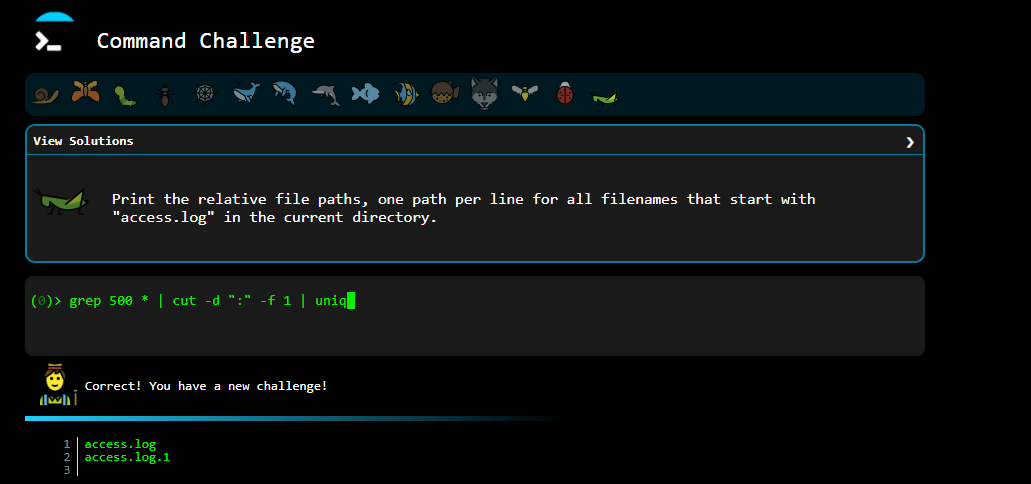 Command Challenge
View Solutions
Print the relative file paths, one path per line for all filenames that start with
"access.log" in the current directory.
(0)> grep 500 * | cut -d ":" -f 1 | uniq
Correct! You have a new challenge!
1 access.log
2 access.log.1
3